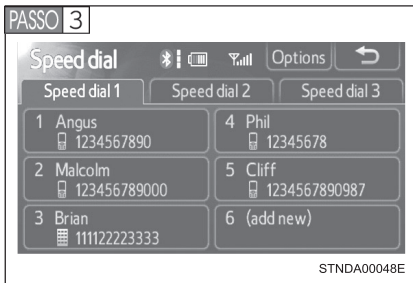 PASSO 3
Speed dial Options
Speed dial 1 Speed dial 2 Speed dial 3
1 Angus
1234567890
4 Phil
12345678
2 Malcolm
123456789000
5 Cliff
1234567890987
3 Brian
111122223333
6 (add new)
STNDA00048E